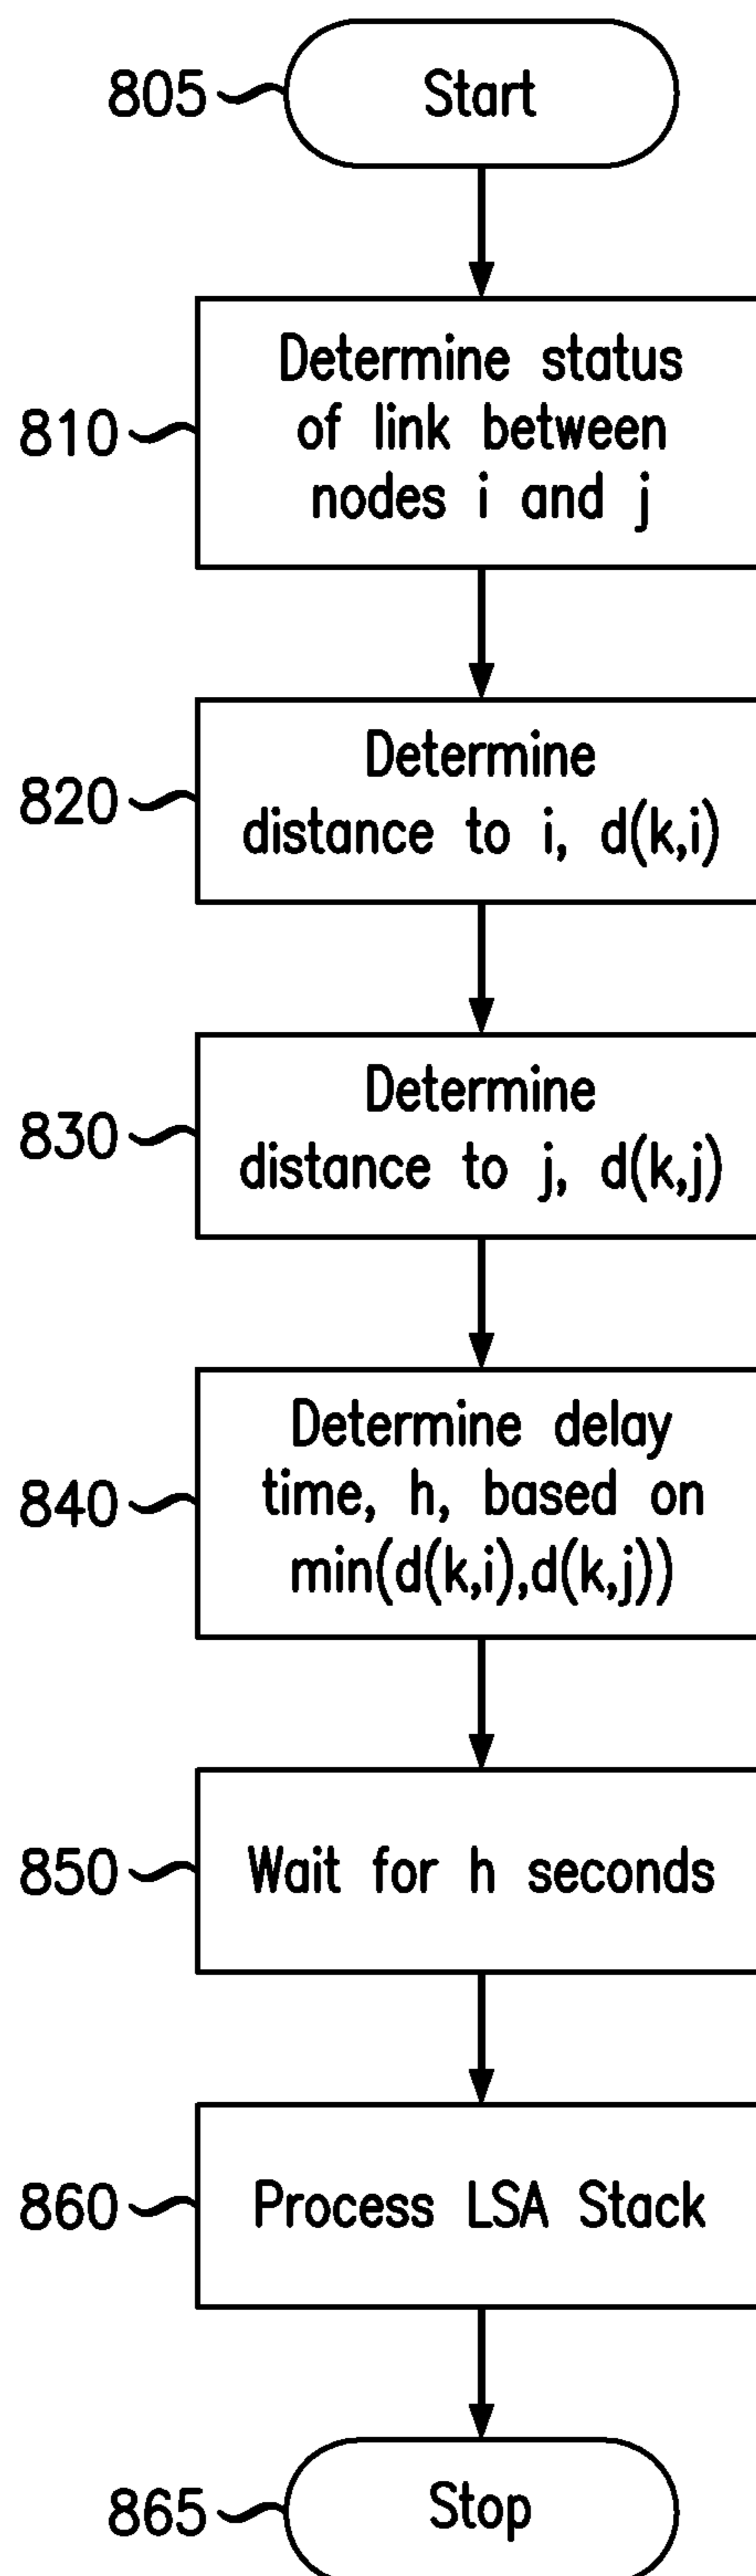 805
Start
810
Determine status
of link between
nodes i and j
820
Determine
distance to i, d(k,i)
830
Determine
distance to j, d(k,j)
840
Determine delay
time, h, based on
min(d(k,i),d(k,j))
850
Wait for h seconds
860
Process LSA Stack
865
Stop